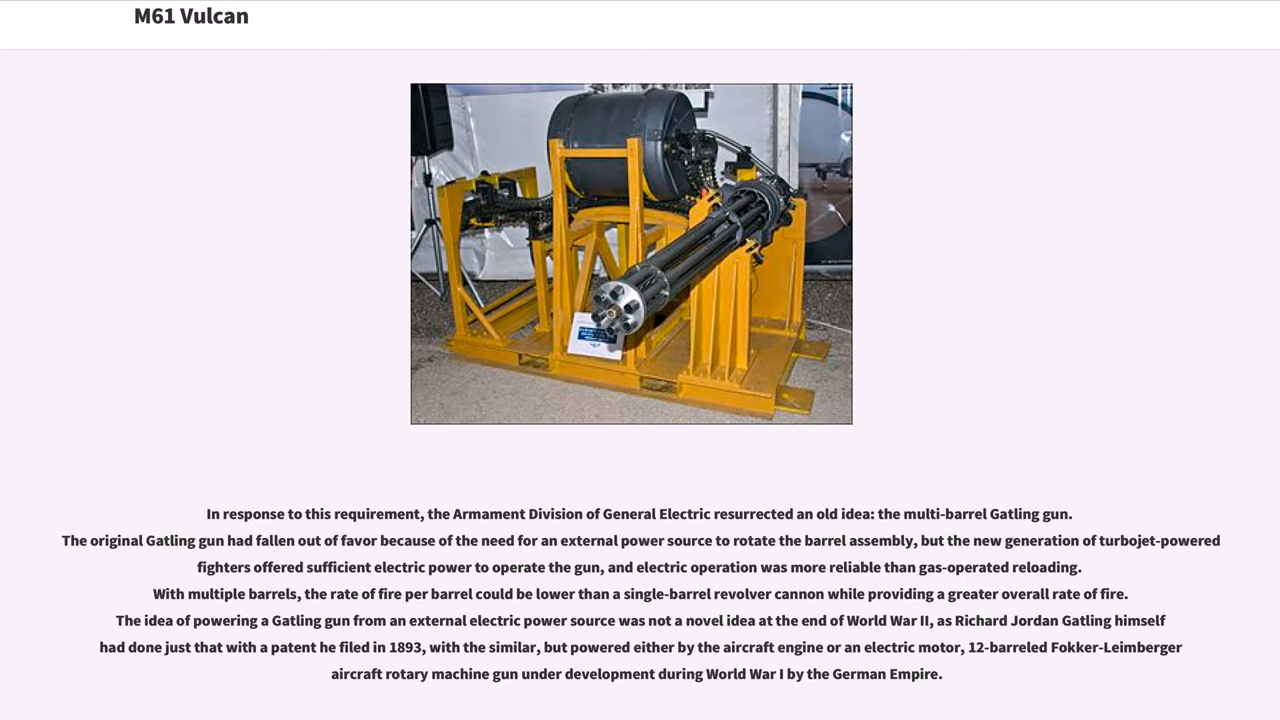 M61 Vulcan
In response to this requirement, the Armament Division of General Electric resurrected an old idea: the multi-barrel Gatling gun.
The original Gatling gun had fallen out of favor because of the need for an external power source to rotate the barrel assembly, but the new generation of turbojet-powered
fighters offered sufficient electric power to operate the gun, and electric operation was more reliable than gas-operated reloading.
With multiple barrels, the rate of fire per barrel could be lower than a single-barrel revolver cannon while providing a greater overall rate of fire.
The idea of powering a Gatling gun from an external electric power source was not a novel idea at the end of World War II, as Richard Jordan Gatling himself
had done just that with a patent he filed in 1893, with the similar, but powered either by the aircraft engine or an electric motor, 12-barreled Fokker-Leimberger
aircraft rotary machine gun under development during World War I by the German Empire.